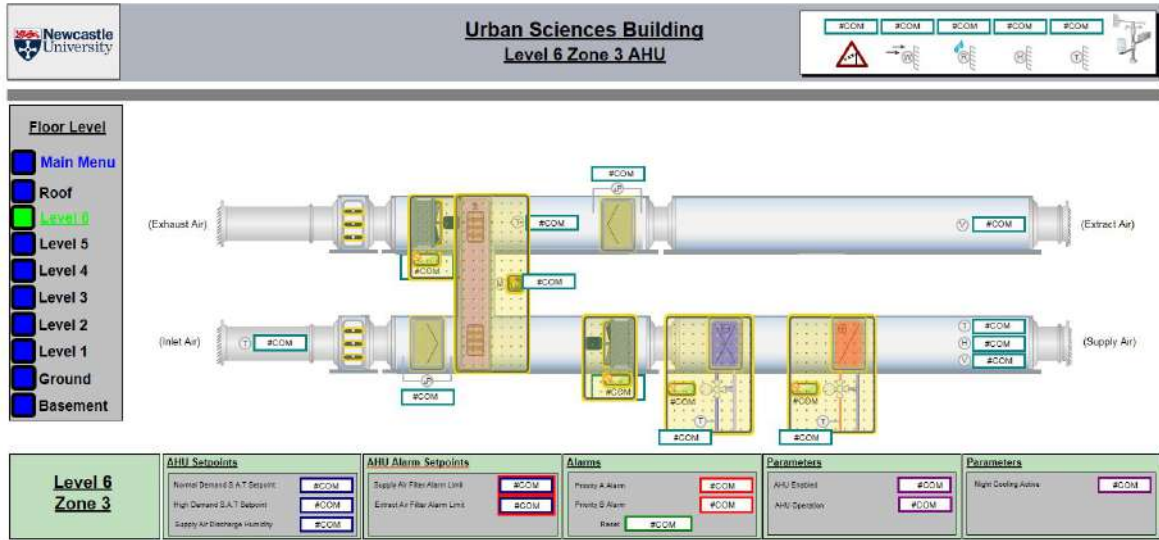 Newcastle University
Urban Sciences Building
Level 6 Zone 3 AHU
#COM #COM #COM #COM #COM
Floor Level
Main Menu
Roof
Level 6
Level 5
Level 4
Level 3
Level 2
Level 1
Ground
Basement
#COM
(Exhaust Air)
T #COM
V #COM
(Extract Air)
#COM
#COM
(Inlet Air)
T #COM
T #COM
H #COM
V #COM
(Supply Air)
#COM
#COM
#COM
#COM
T
T
#COM
#COM
Level 6
Zone 3
AHU Setpoints
Normal Demand S.A.T Setpoint #COM
High Demand S.A.T Setpoint #COM
Supply Air Discharge Humidity #COM
AHU Alarm Setpoints
Supply Air Filter Alarm Limit #COM
Extract Air Filter Alarm Limit #COM
Alarms
Priority A Alarm #COM
Priority B Alarm #COM
Reset #COM
Parameters
AHU Enabled #COM
AHU Operation #COM
Parameters
Night Cooling Active #COM